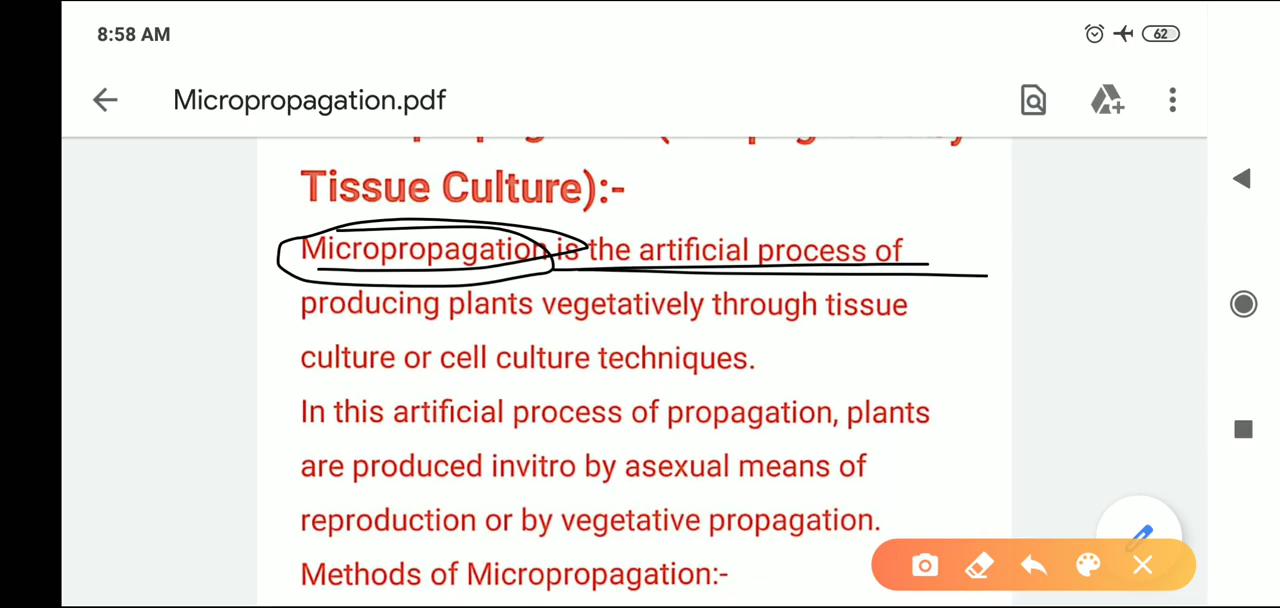 8:58 AM
62
Micropropagation.pdf
Tissue Culture):-
Micropropagation is the artificial process of
producing plants vegetatively through tissue
culture or cell culture techniques.
In this artificial process of propagation, plants
are produced invitro by asexual means of
reproduction or by vegetative propagation.
Methods of Micropropagation:-